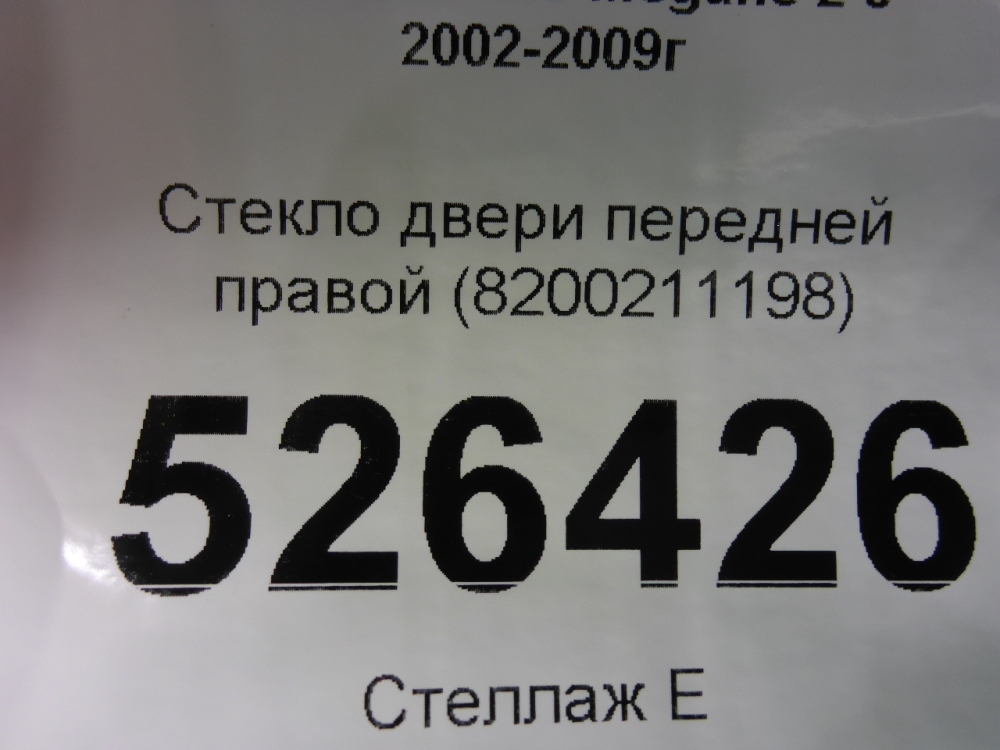 2002-2009г
Стекло двери передней
правой (8200211198)
526426
Стеллаж Е